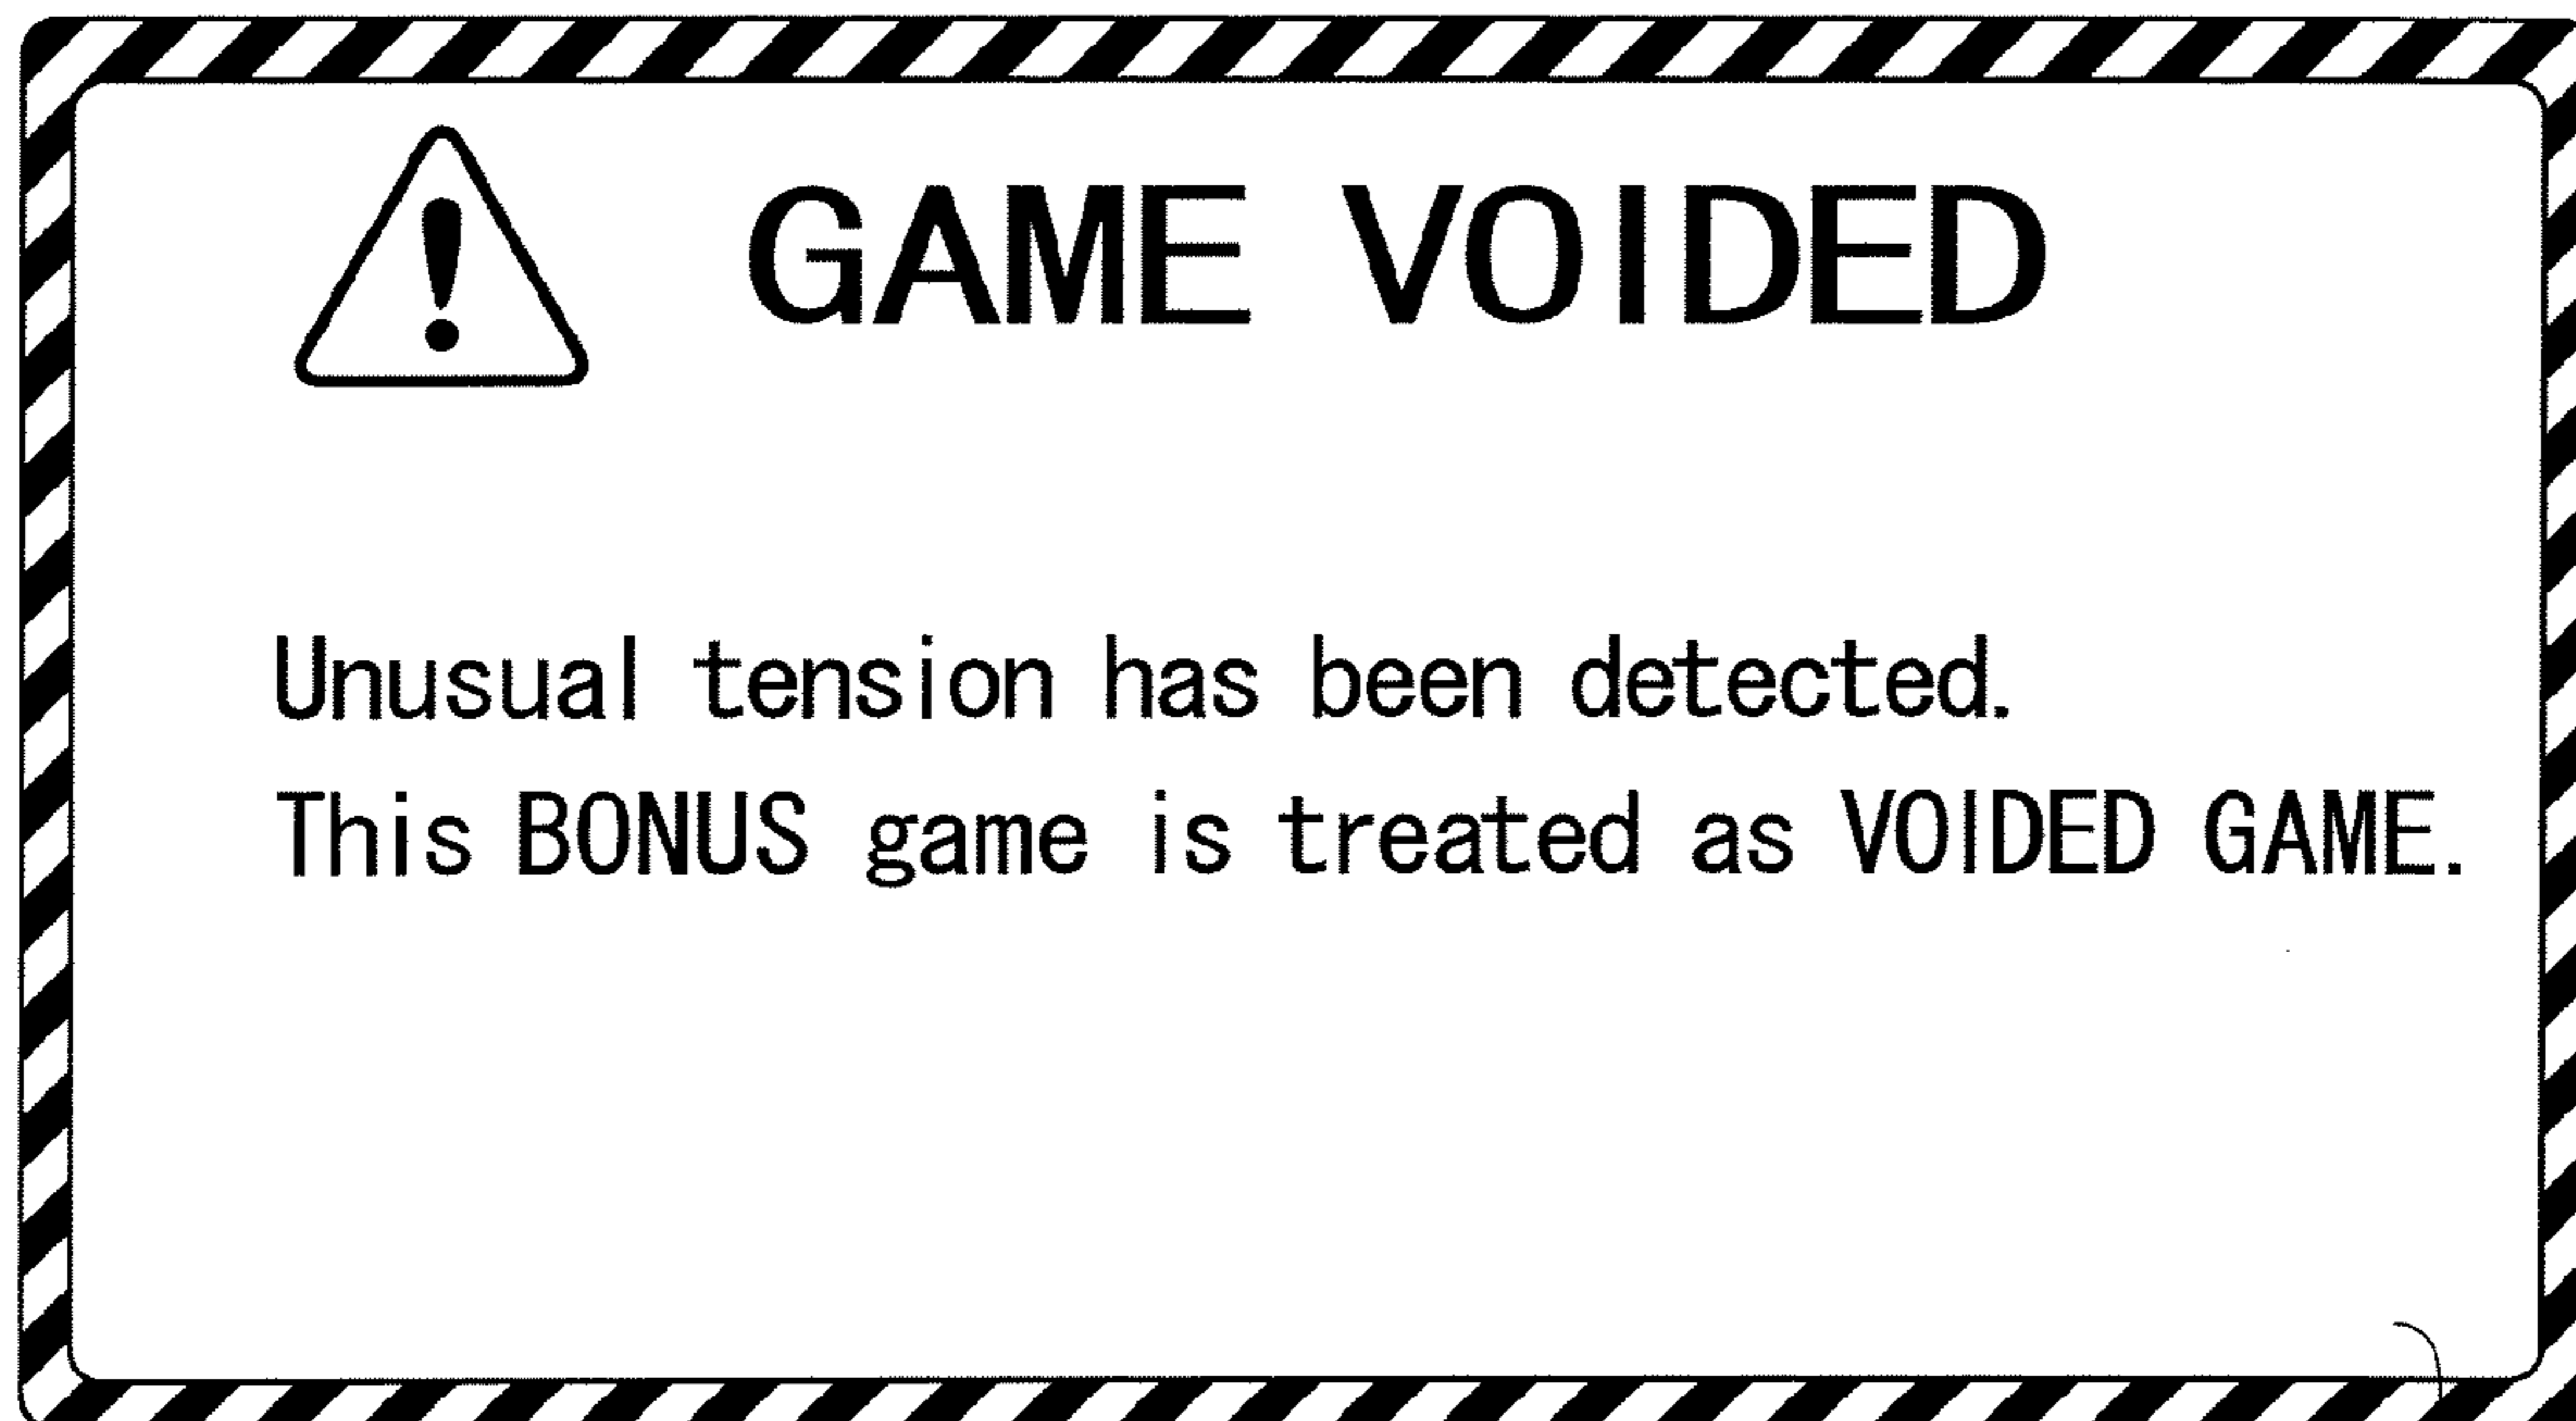 GAME VOIDED
Unusual tension has been detected.
This BONUS game is treated as VOIDED GAME.